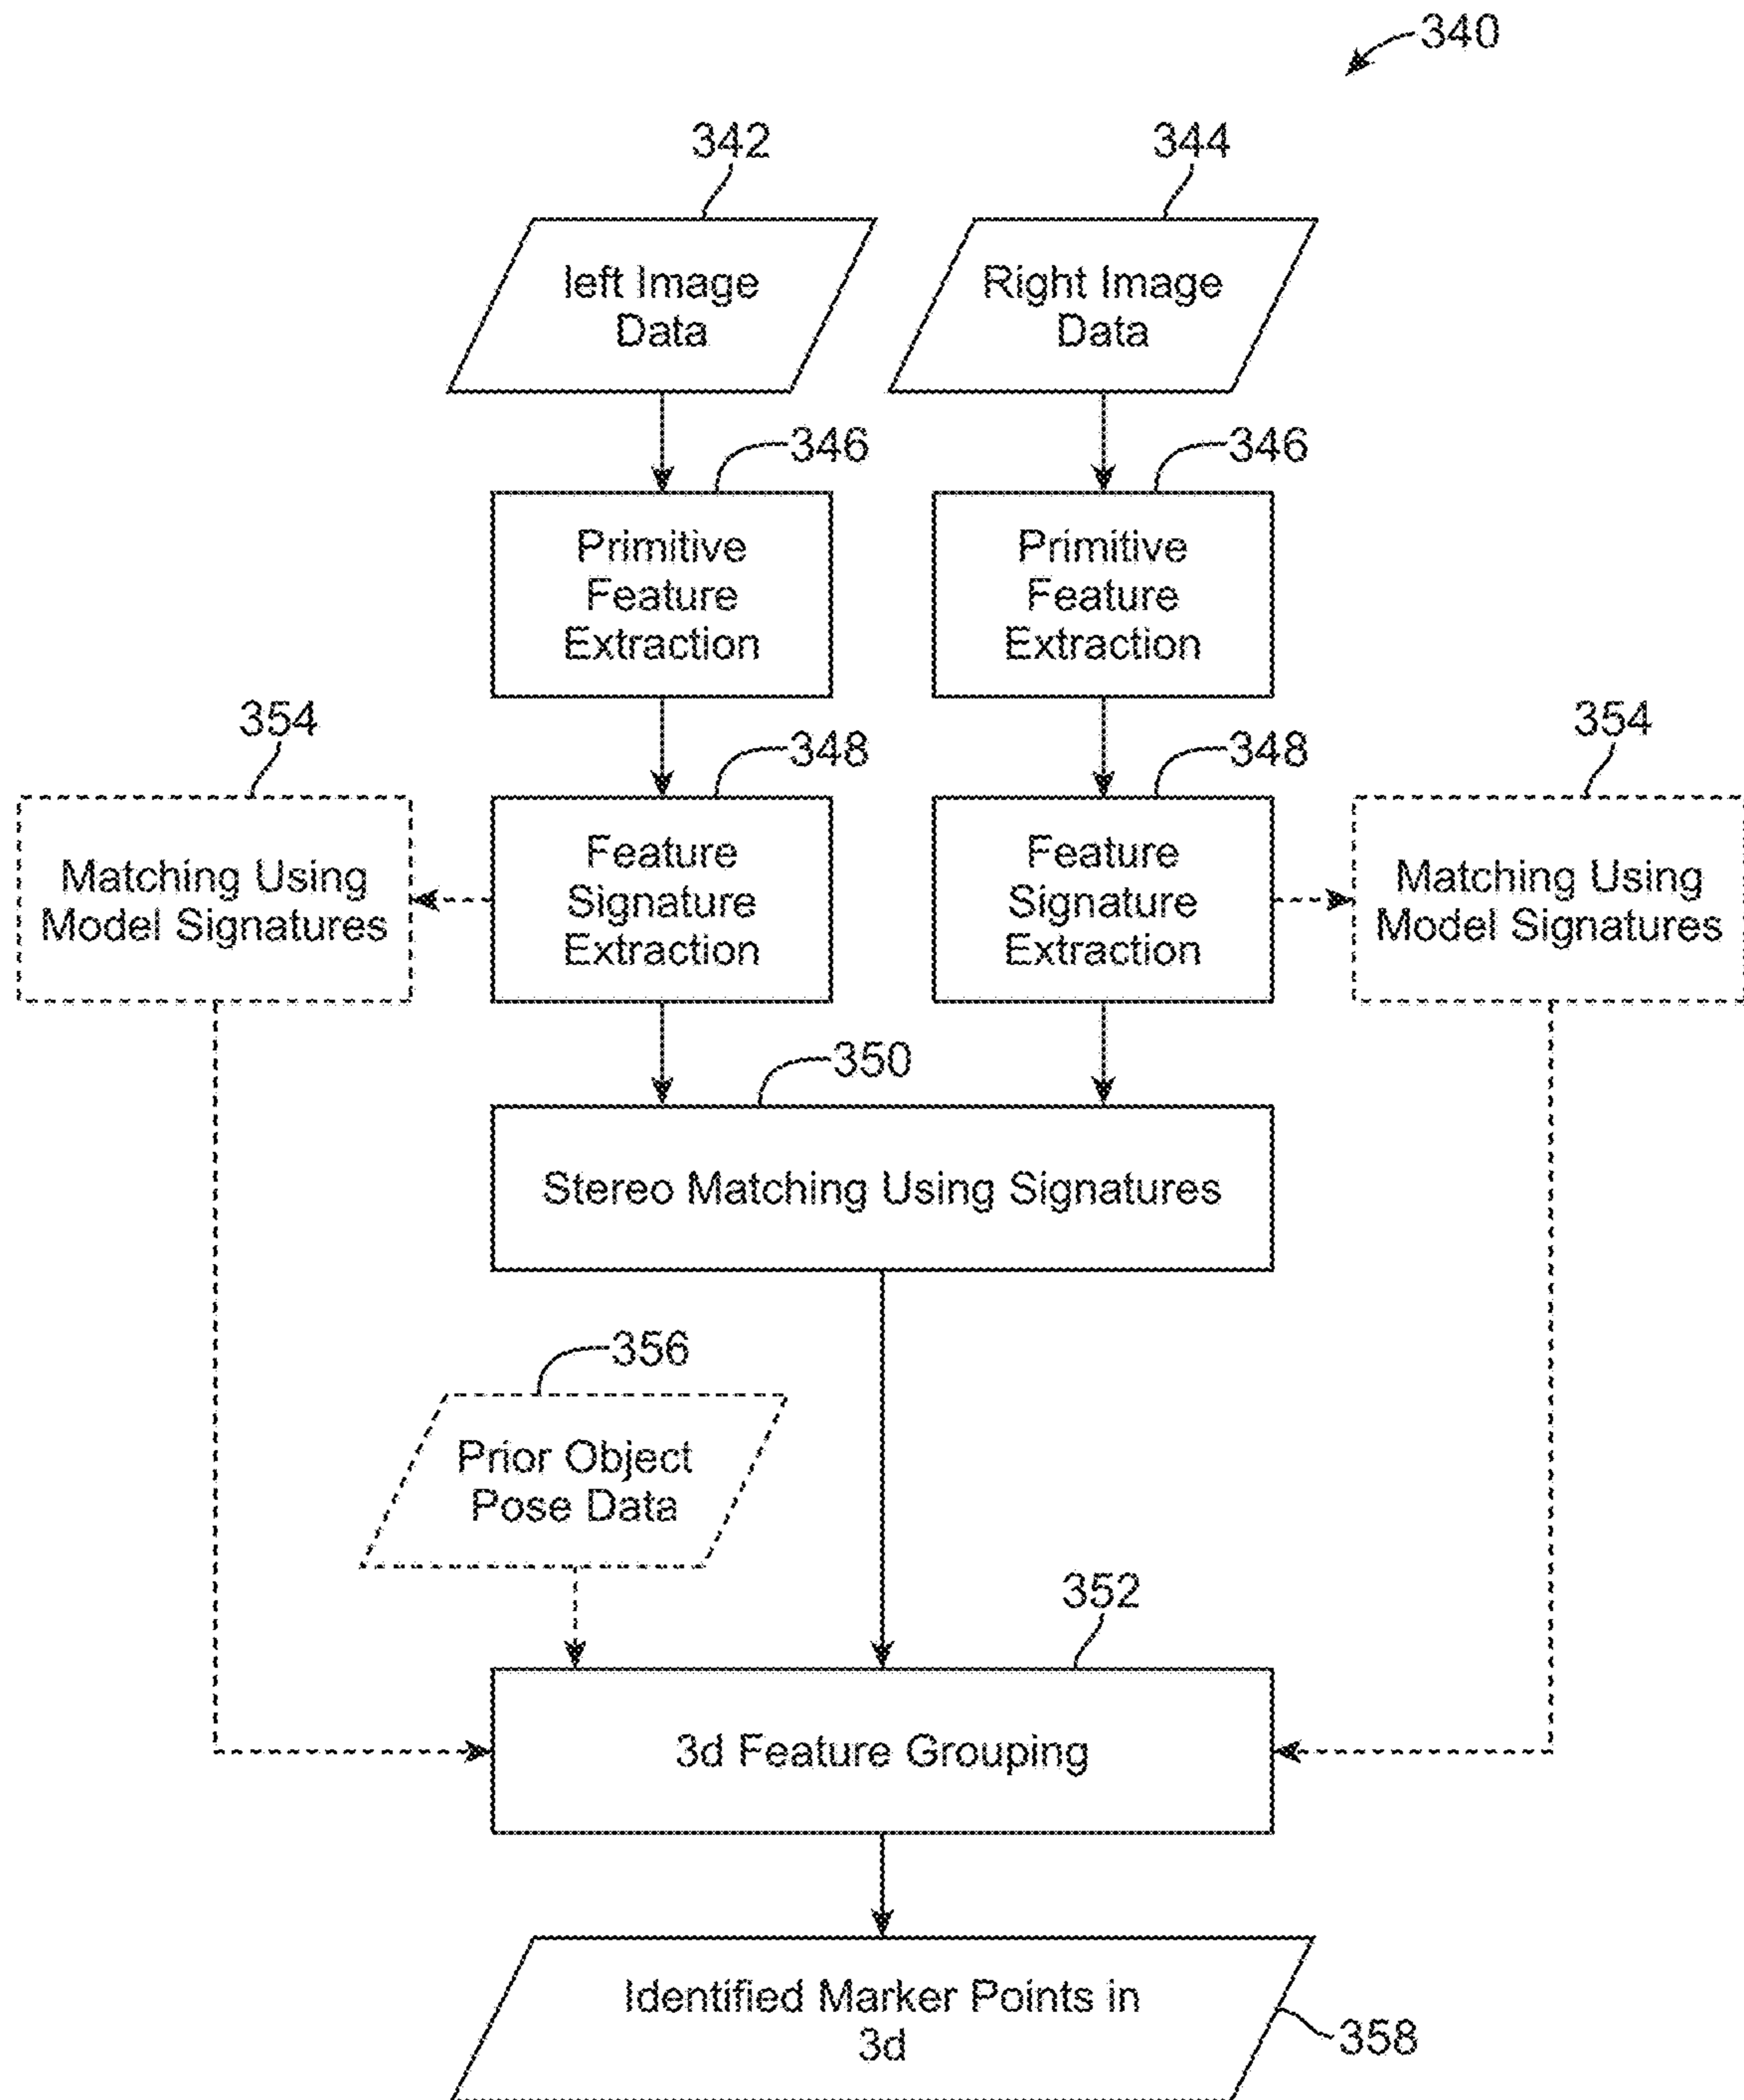 340
342
344
left Image
Data
Right Image
Data
346
346
Primitive
Feature
Extraction
Primitive
Feature
Extraction
354
348
348
354
Matching Using
Model Signatures
Feature
Signature
Extraction
Feature
Signature
Extraction
Matching Using
Model Signatures
350
Stereo Matching Using Signatures
356
Prior Object
Pose Data
352
3d Feature Grouping
Identified Marker Points in
3d
358